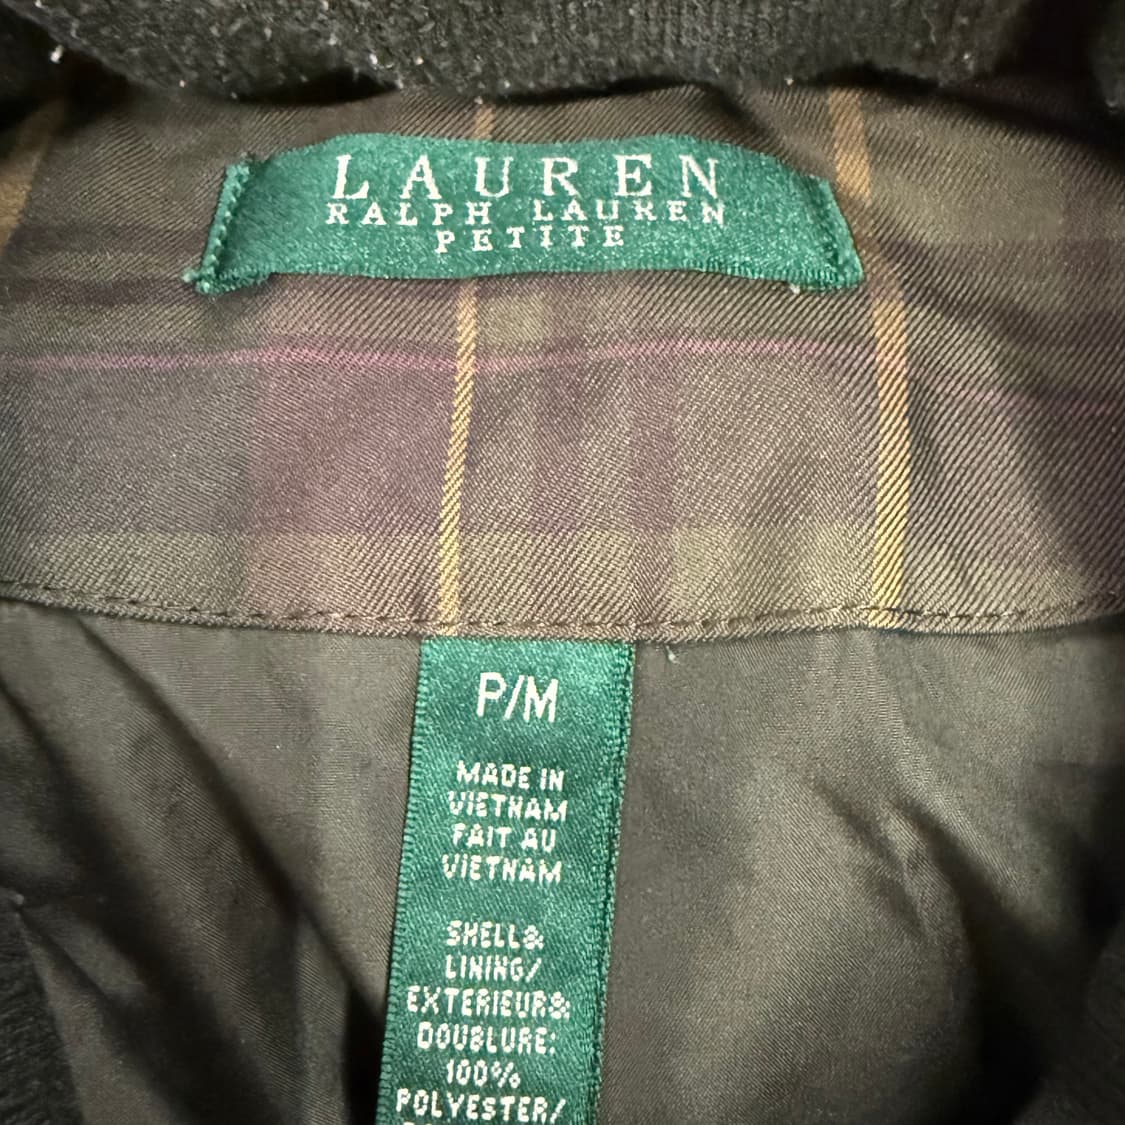 LAUREN
RALPH LAUREN
PETITE
P/M
MADE IN
VIETNAM
FAIT AU
VIETNAM
SHELL&
LINING/
EXTERIEUR&
DOUBLURE:
100%
POLYESTER/